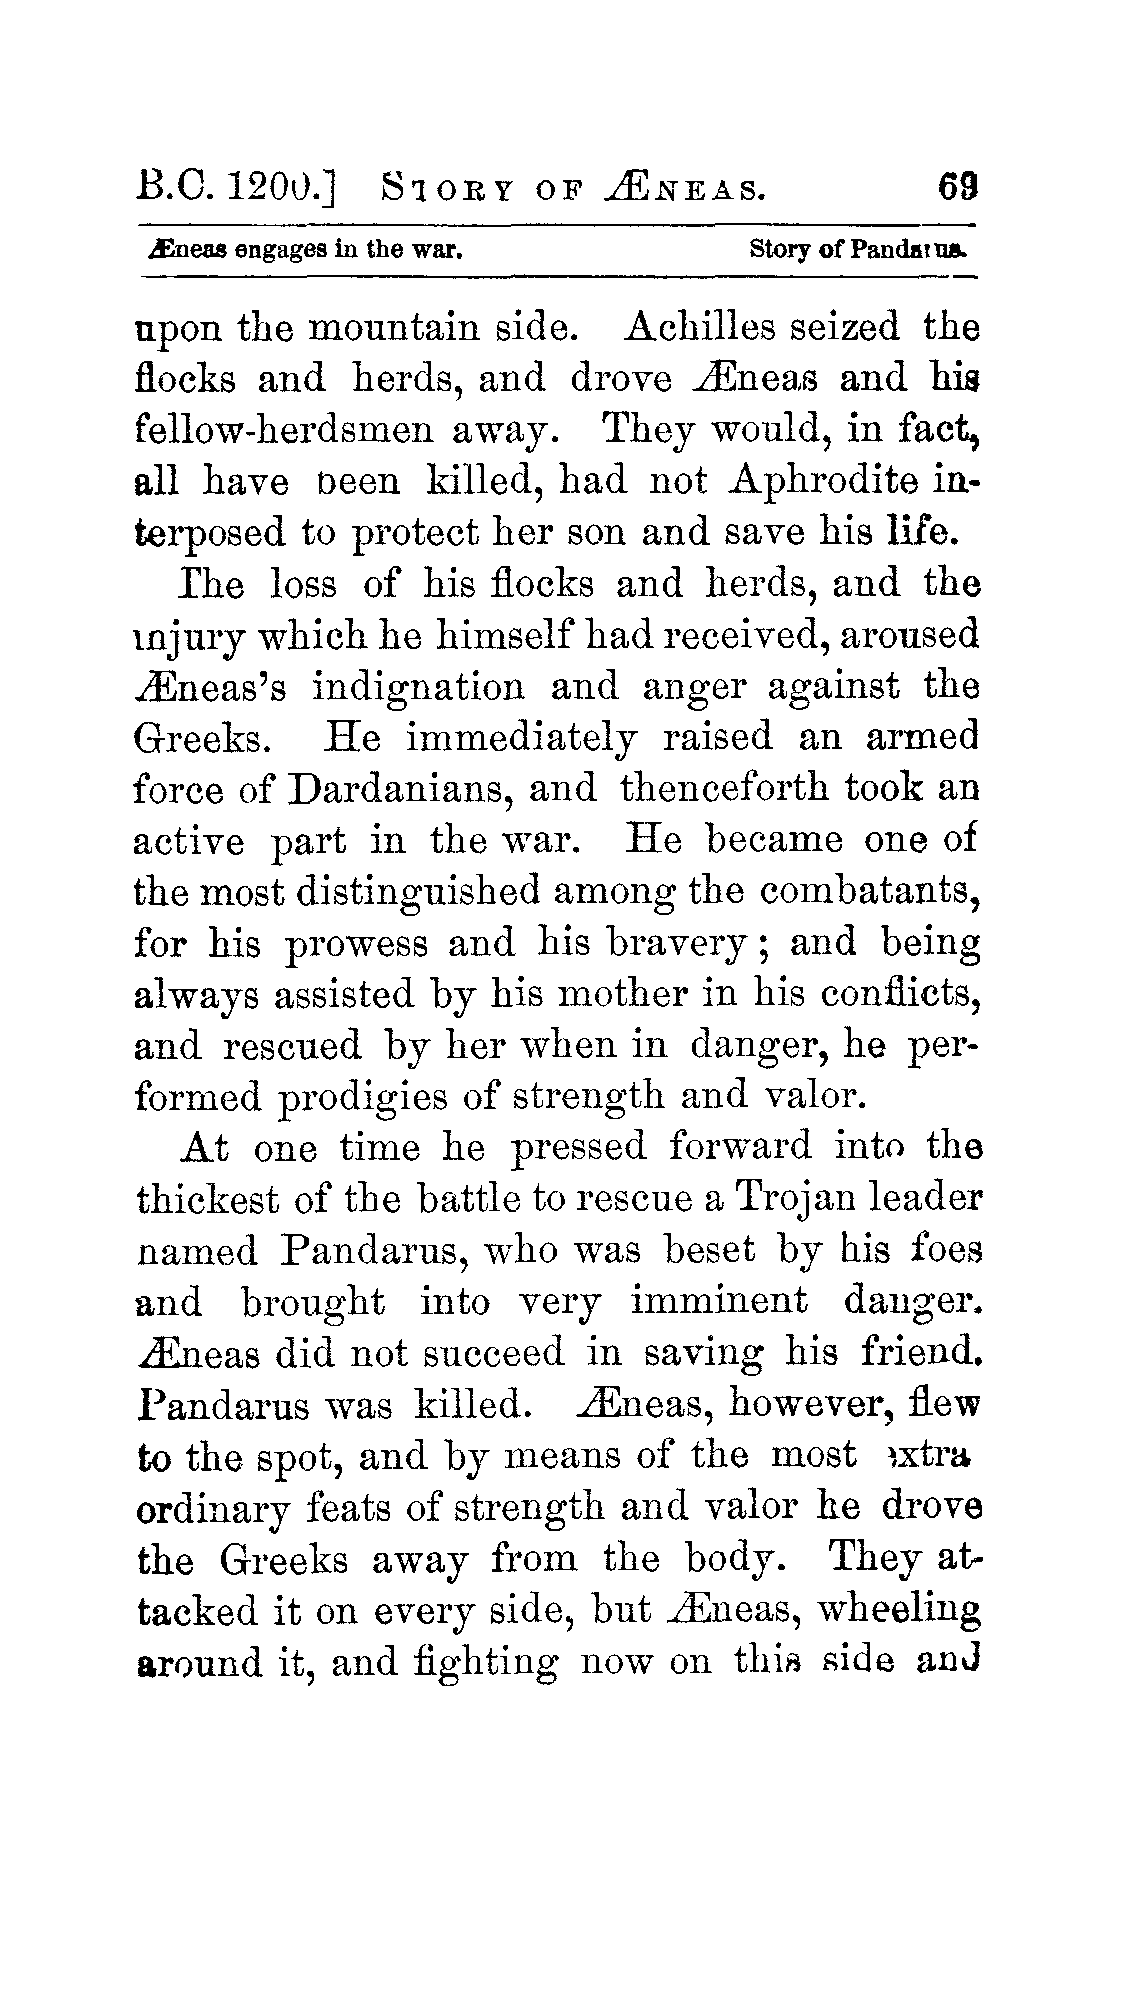 B.C. 1200.] STORY OF ÆNEAS. 69
Æneas engages in the war. Story of Pandarus.
upon the mountain side. Achilles seized the
flocks and herds, and drove Æneas and his
fellow-herdsmen away. They would, in fact,
all have been killed, had not Aphrodite in-
terposed to protect her son and save his life.
The loss of his flocks and herds, and the
injury which he himself had received, aroused
Æneas's indignation and anger against the
Greeks. He immediately raised an armed
force of Dardanians, and thenceforth took an
active part in the war. He became one of
the most distinguished among the combatants,
for his prowess and his bravery; and being
always assisted by his mother in his conflicts,
and rescued by her when in danger, he per-
formed prodigies of strength and valor.
At one time he pressed forward into the
thickest of the battle to rescue a Trojan leader
named Pandarus, who was beset by his foes
and brought into very imminent danger.
Æneas did not succeed in saving his friend.
Pandarus was killed. Æneas, however, flew
to the spot, and by means of the most extra
ordinary feats of strength and valor he drove
the Greeks away from the body. They at-
tacked it on every side, but Æneas, wheeling
around it, and fighting now on this side and